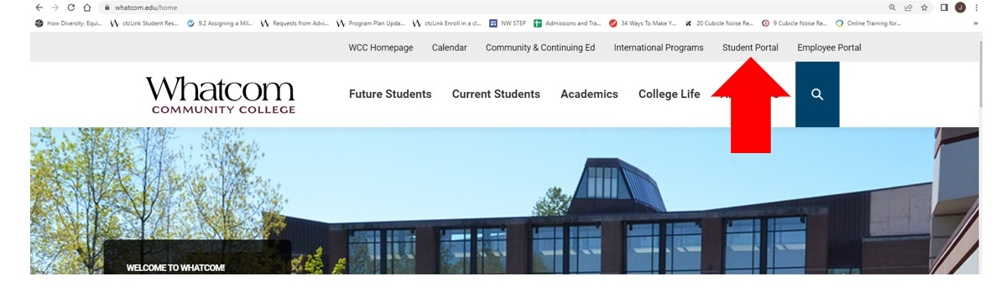 whatcom.edu/home
How Diversity, Equi... ctcLink Student Res... 9.2 Assigning a Mil... Requests from Advi... Program Plan Upda... ctcLink Enroll in a cl... NW STEP Admissions and Tra... 34 Ways To Make Y... 20 Cubicle Noise Re... 9 Cubicle Noise Re... Online Training for... »
WCC Homepage Calendar Community & Continuing Ed International Programs Student Portal Employee Portal
Whatcom
COMMUNITY COLLEGE
Future Students Current Students Academics College Life
WELCOME TO WHATCOM!